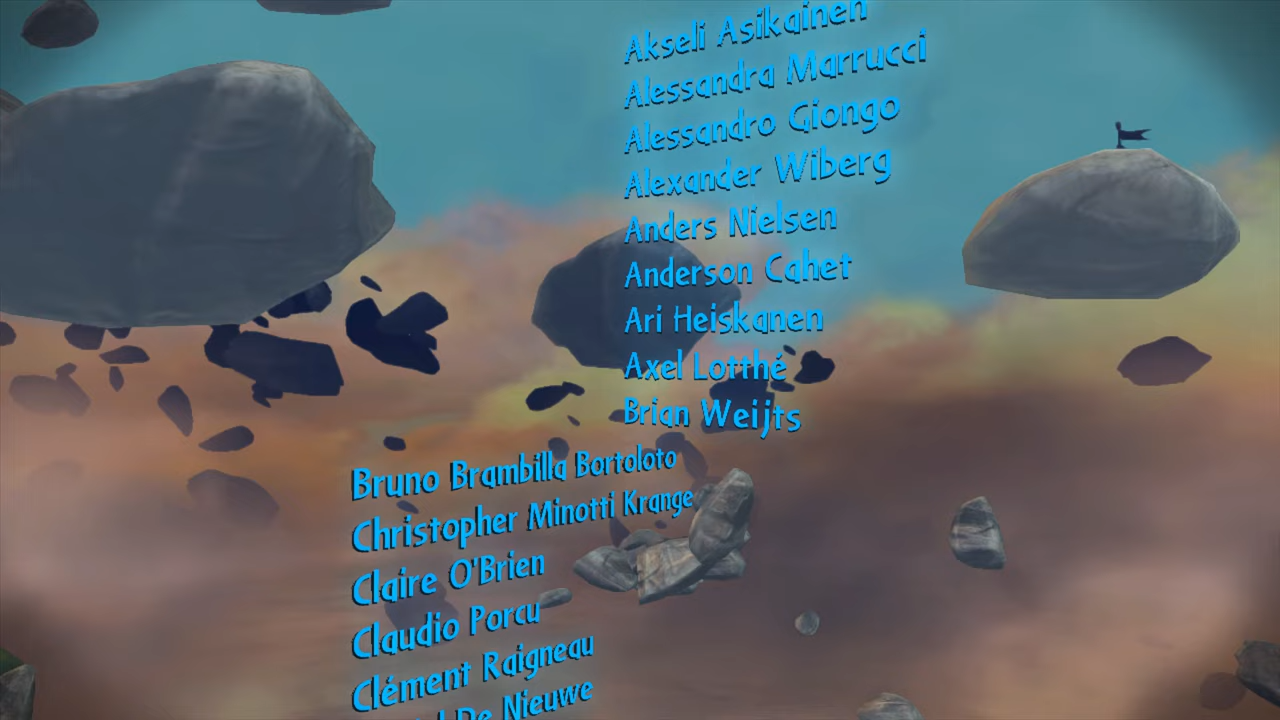 Akseli Asikainen
Alessandra Marrucci
Alessandro Giongo
Alexander Wiberg
Anders Nielsen
Anderson Cahet
Ari Heiskanen
Axel Lotthé
Brian Weijts
Bruno Brambilla Bortoloto
Christopher Minotti Krange
Claire O'Brien
Claudio Porcu
Clément Raigneau
De Nieuwe